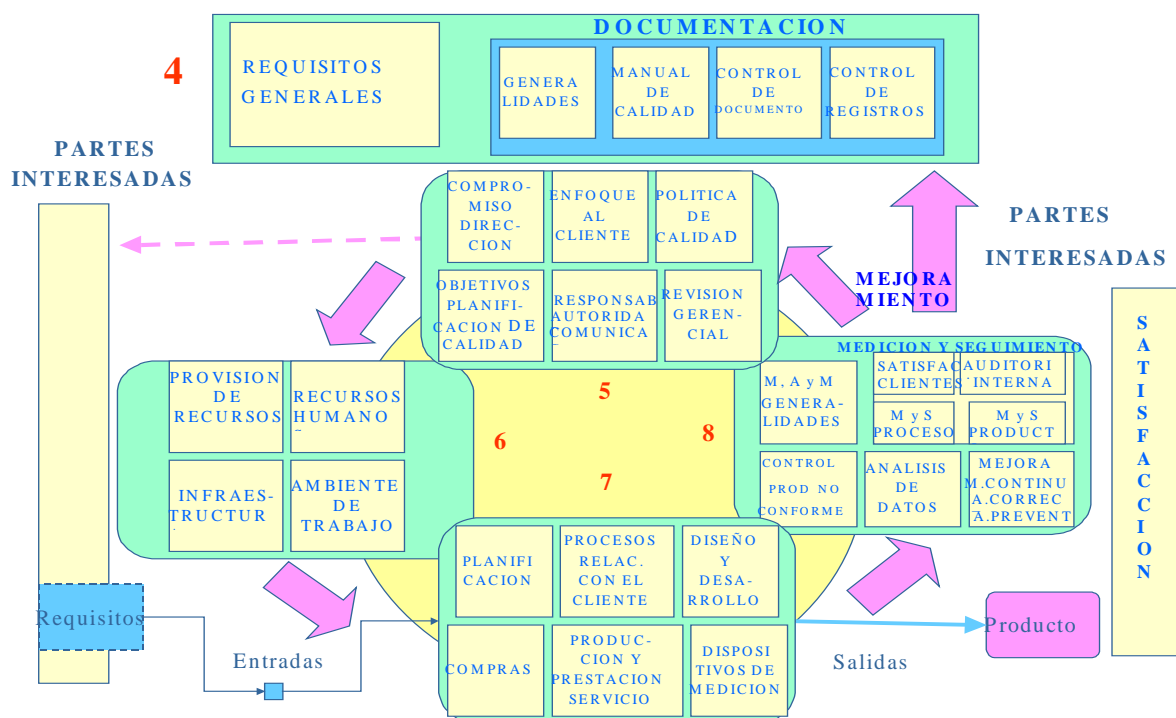 DOCUMENTACION
4
REQUISITOS
GENERALES
GENERA
LIDADES
MANUAL
DE
CALIDAD
CONTROL
DE
DOCUMENTO
CONTROL
DE
REGISTROS
PARTES
INTERESADAS
COMPRO-
MISO
DIREC-
CION
ENFOQUE
AL
CLIENTE
POLITICA
DE
CALIDAD
PARTES
INTERESADAS
OBJETIVOS
PLANIFI-
CACION DE
CALIDAD
RESPONSAB
AUTORIDA
COMUNICA
REVISION
GEREN-
CIAL
MEJORA
MIENTO
5
PROVISION
DE
RECURSOS
RECURSOS
HUMANO
INFRAES-
TRUCTUR
AMBIENTE
DE
TRABAJO
6
8
7
MEDICION Y SEGUIMIENTO
M, A y M
GENERA-
LIDADES
SATISFAC
CLIENTES
AUDITORI
INTERNA
M y S
PROCESO
M y S
PRODUCT
CONTROL
PROD NO
CONFORME
ANALISIS
DE
DATOS
MEJORA
M.CONTINU
A.CORREC
A.PREVENT
SATISFACCION
PLANIFI
CACION
PROCESOS
RELAC.
CON EL
CLIENTE
DISEÑO
Y
DESA-
RROLLO
COMPRAS
PRODUC-
CION Y
PRESTACION
SERVICIO
DISPOSI
TIVOS DE
MEDICION
Requisitos
Entradas
Salidas
Producto